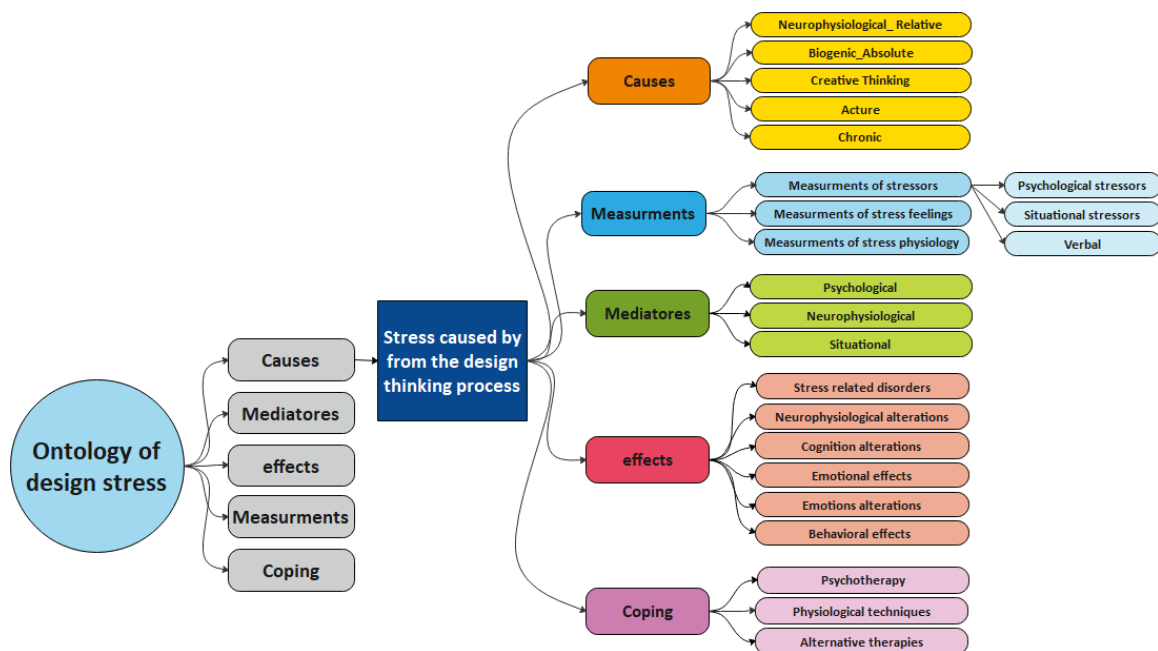 Ontology of
design stress
Causes
Mediatores
effects
Measurments
Coping
Stress caused by
from the design
thinking process
Causes
Neurophysiological_ Relative
Biogenic_Absolute
Creative Thinking
Acture
Chronic
Measurments
Measurments of stressors
Measurments of stress feelings
Measurments of stress physiology
Psychological stressors
Situational stressors
Verbal
Mediatores
Psychological
Neurophysiological
Situational
effects
Stress related disorders
Neurophysiological alterations
Cognition alterations
Emotional effects
Emotions alterations
Behavioral effects
Coping
Psychotherapy
Physiological techniques
Alternative therapies